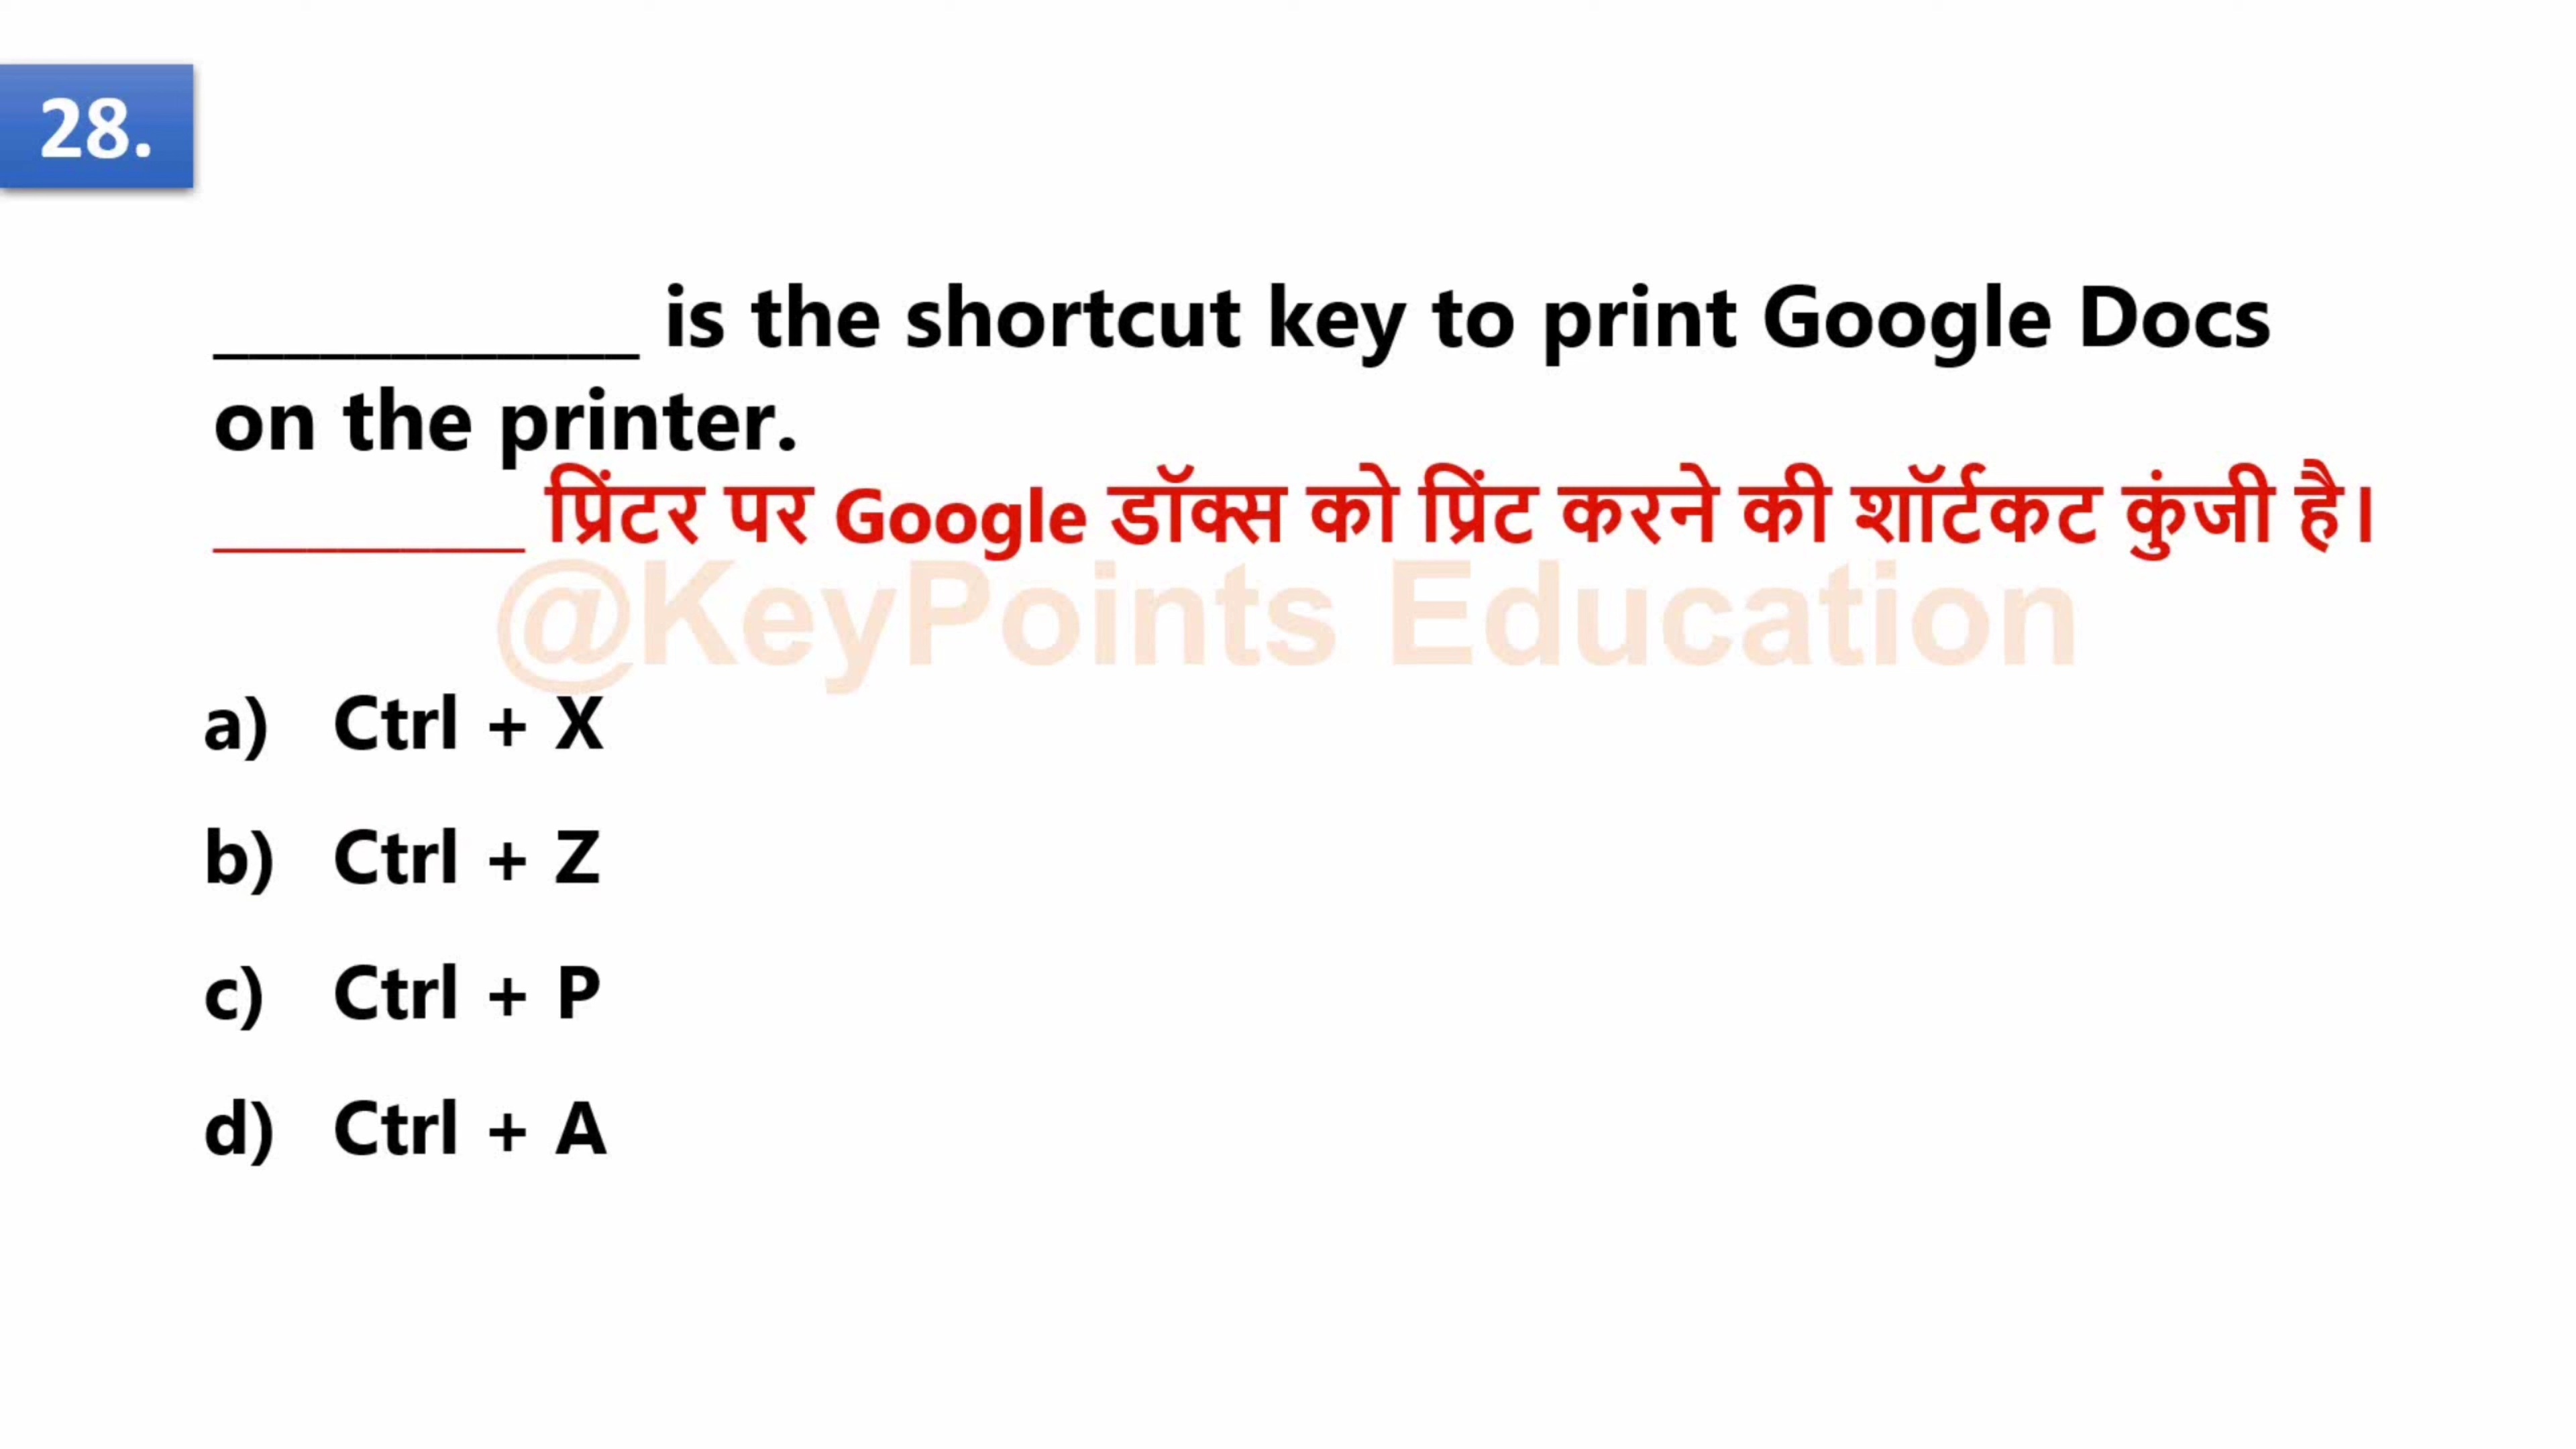 28.
____________ is the shortcut key to print Google Docs
on the printer.
__________ प्रिंटर पर Google डॉक्स को प्रिंट करने की शॉर्टकट कुंजी है।
@KeyPoints Education
a) Ctrl + X
b) Ctrl + Z
c) Ctrl + P
d) Ctrl + A